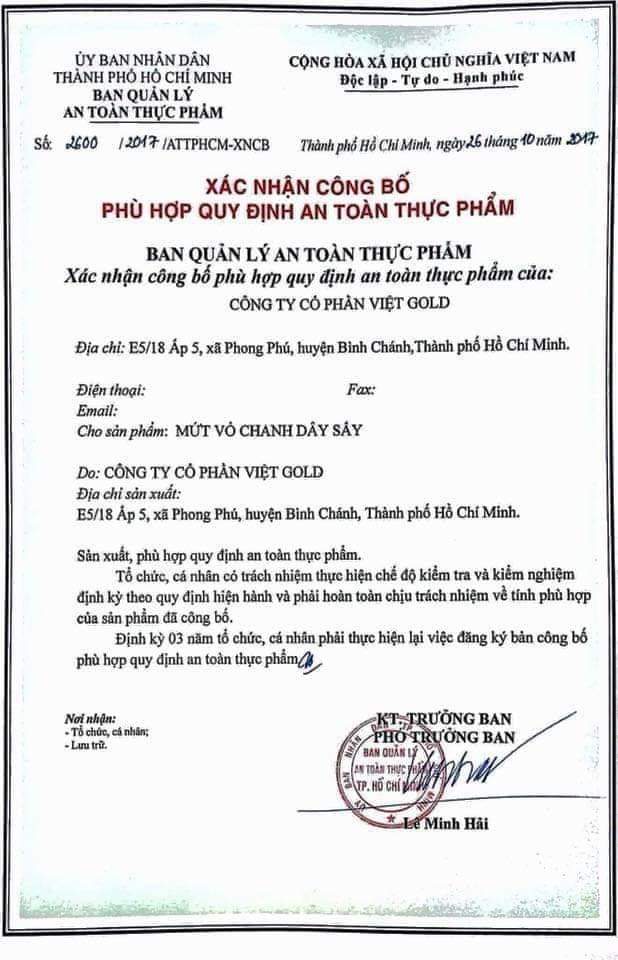 ỦY BAN NHÂN DÂN
THÀNH PHỐ HỒ CHÍ MINH
BAN QUẢN LÝ
AN TOÀN THỰC PHẨM
CỘNG HÒA XÃ HỘI CHỦ NGHĨA VIỆT NAM
Độc lập - Tự do - Hạnh phúc
Số: 2600 /2017/ATTPHCM-XNCB
Thành phố Hồ Chí Minh, ngày 26 tháng 10 năm 2017
XÁC NHẬN CÔNG BỐ
PHÙ HỢP QUY ĐỊNH AN TOÀN THỰC PHẨM
BAN QUẢN LÝ AN TOÀN THỰC PHẨM
Xác nhận công bố phù hợp quy định an toàn thực phẩm của:
CÔNG TY CỔ PHẦN VIỆT GOLD
Địa chỉ: E5/18 Ấp 5, xã Phong Phú, huyện Bình Chánh,Thành phố Hồ Chí Minh.
Điện thoại: Fax:
Email:
Cho sản phẩm: MỨT VỎ CHANH DÂY SẤY
Do: CÔNG TY CỔ PHẦN VIỆT GOLD
Địa chỉ sản xuất:
E5/18 Ấp 5, xã Phong Phú, huyện Bình Chánh, Thành phố Hồ Chí Minh.
Sản xuất, phù hợp quy định an toàn thực phẩm.
Tổ chức, cá nhân có trách nhiệm thực hiện chế độ kiểm tra và kiểm nghiệm
định kỳ theo quy định hiện hành và phải hoàn toàn chịu trách nhiệm về tính phù hợp
của sản phẩm đã công bố.
Định kỳ 03 năm tổ chức, cá nhân phải thực hiện lại việc đăng ký bản công bố
phù hợp quy định an toàn thực phẩm
Nơi nhận:
- Tổ chức, cá nhân;
- Lưu trữ.
KT. TRƯỞNG BAN
PHÓ TRƯỞNG BAN
ỦY BAN NHÂN DÂN TP. HỒ CHÍ MINH
BAN QUẢN LÝ
AN TOÀN THỰC PHẨM
TP. HỒ CHÍ MINH
Lê Minh Hải